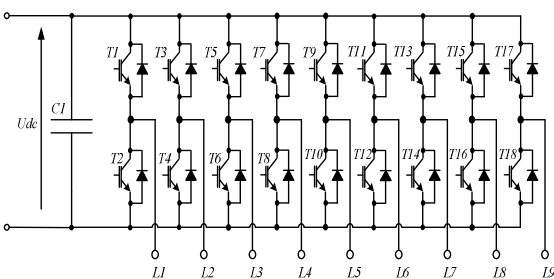 T1 T3 T5 T7 T9 T11 T13 T15 T17
C1
Udc
T2 T4 T6 T8 T10 T12 T14 T16 T18
L1 L2 L3 L4 L5 L6 L7 L8 L9